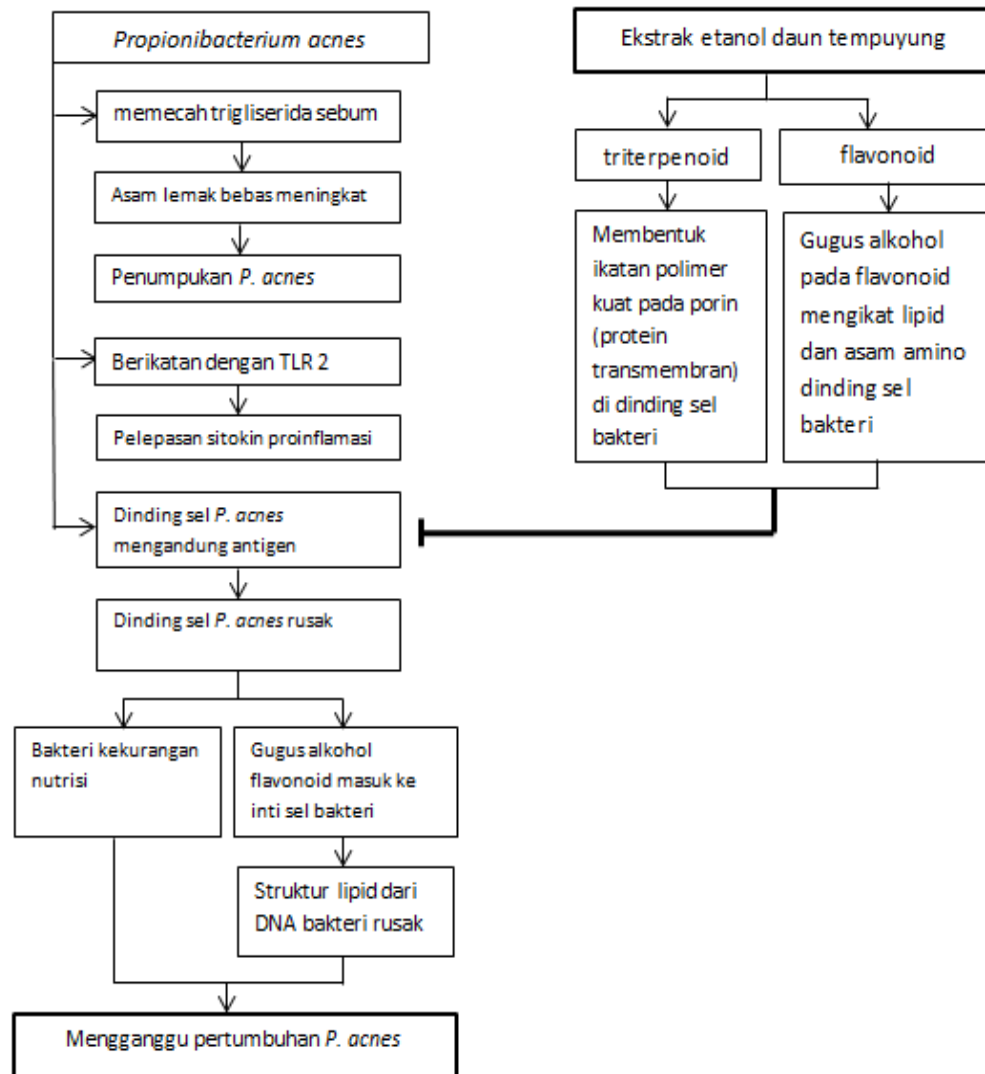 Propionibacterium acnes
Ekstrak etanol daun tempuyung
memecah trigliserida sebum
triterpenoid
flavonoid
Asam lemak bebas meningkat
Membentuk
ikatan polimer
kuat pada porin
(protein
transmembran)
di dinding sel
bakteri
Gugus alkohol
pada flavonoid
mengikat lipid
dan asam amino
dinding sel
bakteri
Penumpukan P. acnes
Berikatan dengan TLR 2
Pelepasan sitokin proinflamasi
Dinding sel P. acnes
mengandung antigen
Dinding sel P. acnes rusak
Bakteri kekurangan
nutrisi
Gugus alkohol
flavonoid masuk ke
inti sel bakteri
Struktur lipid dari
DNA bakteri rusak
Mengganggu pertumbuhan P. acnes